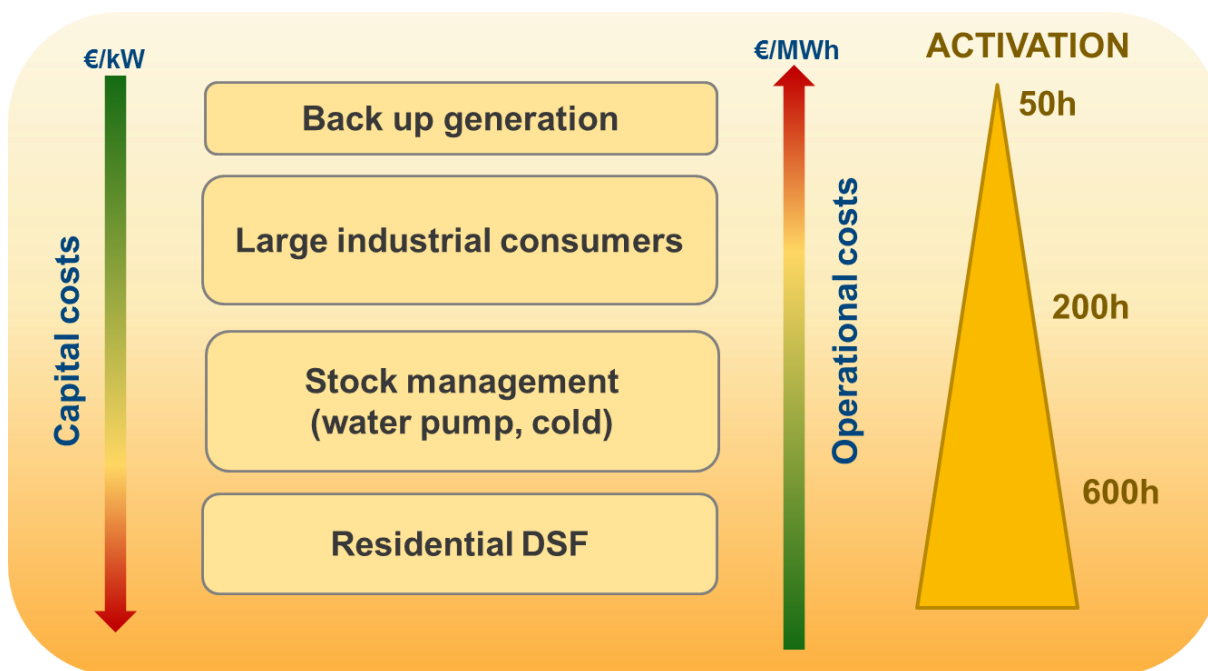 €/kW
€/MWh
ACTIVATION
Back up generation
50h
Large industrial consumers
Capital costs
Operational costs
200h
Stock management
(water pump, cold)
600h
Residential DSF